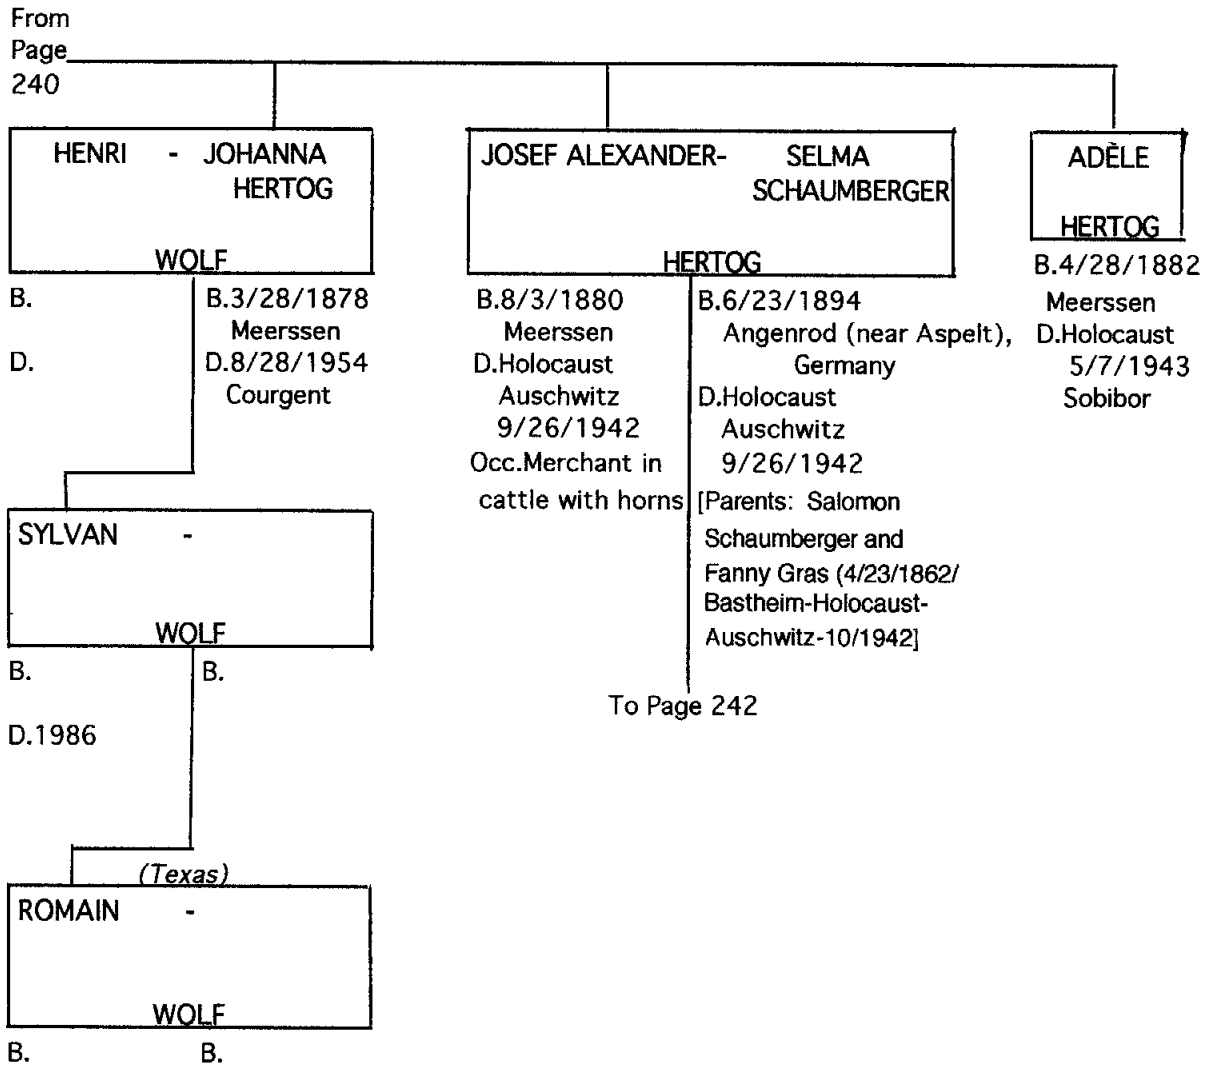 From
Page
240
HENRI - JOHANNA
HERTOG
WOLF
B.
D.
B.3/28/1878
Meerssen
D.8/28/1954
Courgent
SYLVAN -
WOLF
B. B.
D.1986
(Texas)
ROMAIN -
WOLF
B. B.
JOSEF ALEXANDER- SELMA
SCHAUMBERGER
HERTOG
B.8/3/1880
Meerssen
D.Holocaust
Auschwitz
9/26/1942
Occ.Merchant in
cattle with horns
B.6/23/1894
Angenrod (near Aspelt),
Germany
D.Holocaust
Auschwitz
9/26/1942
[Parents: Salomon
Schaumberger and
Fanny Gras (4/23/1862/
Bastheim-Holocaust-
Auschwitz-10/1942]
To Page 242
ADÈLE
HERTOG
B.4/28/1882
Meerssen
D.Holocaust
5/7/1943
Sobibor